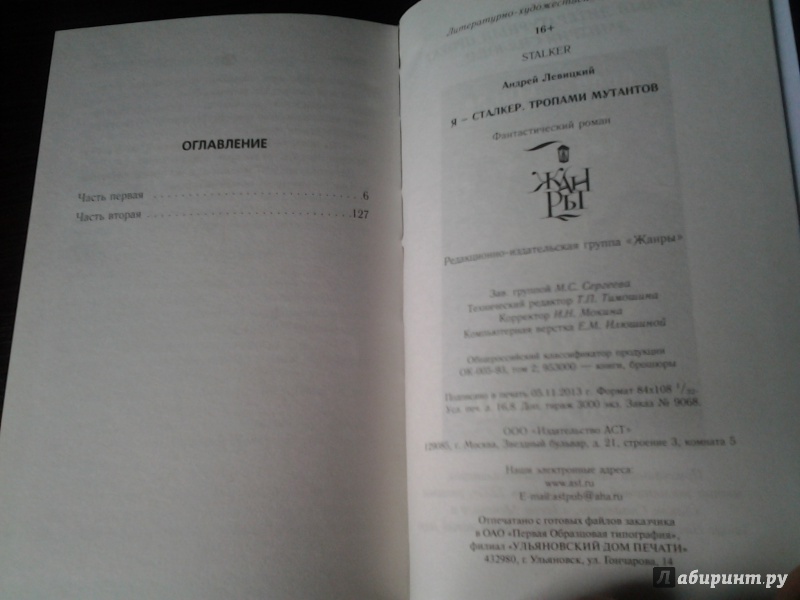 ОГЛАВЛЕНИЕ
Часть первая . . . . . . . . . . . . . . . . . . . . . . . . . 6
Часть вторая . . . . . . . . . . . . . . . . . . . . . . . . 127
Литературно-художественное
16+
STALKER
Андрей Левицкий
Я – СТАЛКЕР. ТРОПАМИ МУТАНТОВ
Фантастический роман
ЖАН
РЫ
Редакционно-издательская группа «Жанры»
Зав. группой М.С. Сергеева
Технический редактор Т.П. Тимошина
Корректор И.Н. Мокина
Компьютерная верстка Е.М. Илюшиной
Общероссийский классификатор продукции
ОК 005-93, том 2; 953000 — книги, брошюры
Подписано в печать 05.11.2013 г. Формат 84x108 1/32.
Усл. печ. л. 16,8. Доп. тираж 3000 экз. Заказ № 9068.
ООО «Издательство АСТ»
129085, г. Москва, Звездный бульвар, д. 21, строение 3, комната 5
Наши электронные адреса:
www.ast.ru
E-mail:astpub@aha.ru
Отпечатано с готовых файлов заказчика
в ОАО «Первая Образцовая типография»,
филиал «УЛЬЯНОВСКИЙ ДОМ ПЕЧАТИ»
432980, г. Ульяновск, ул. Гончарова, 14
Лабиринт.ру